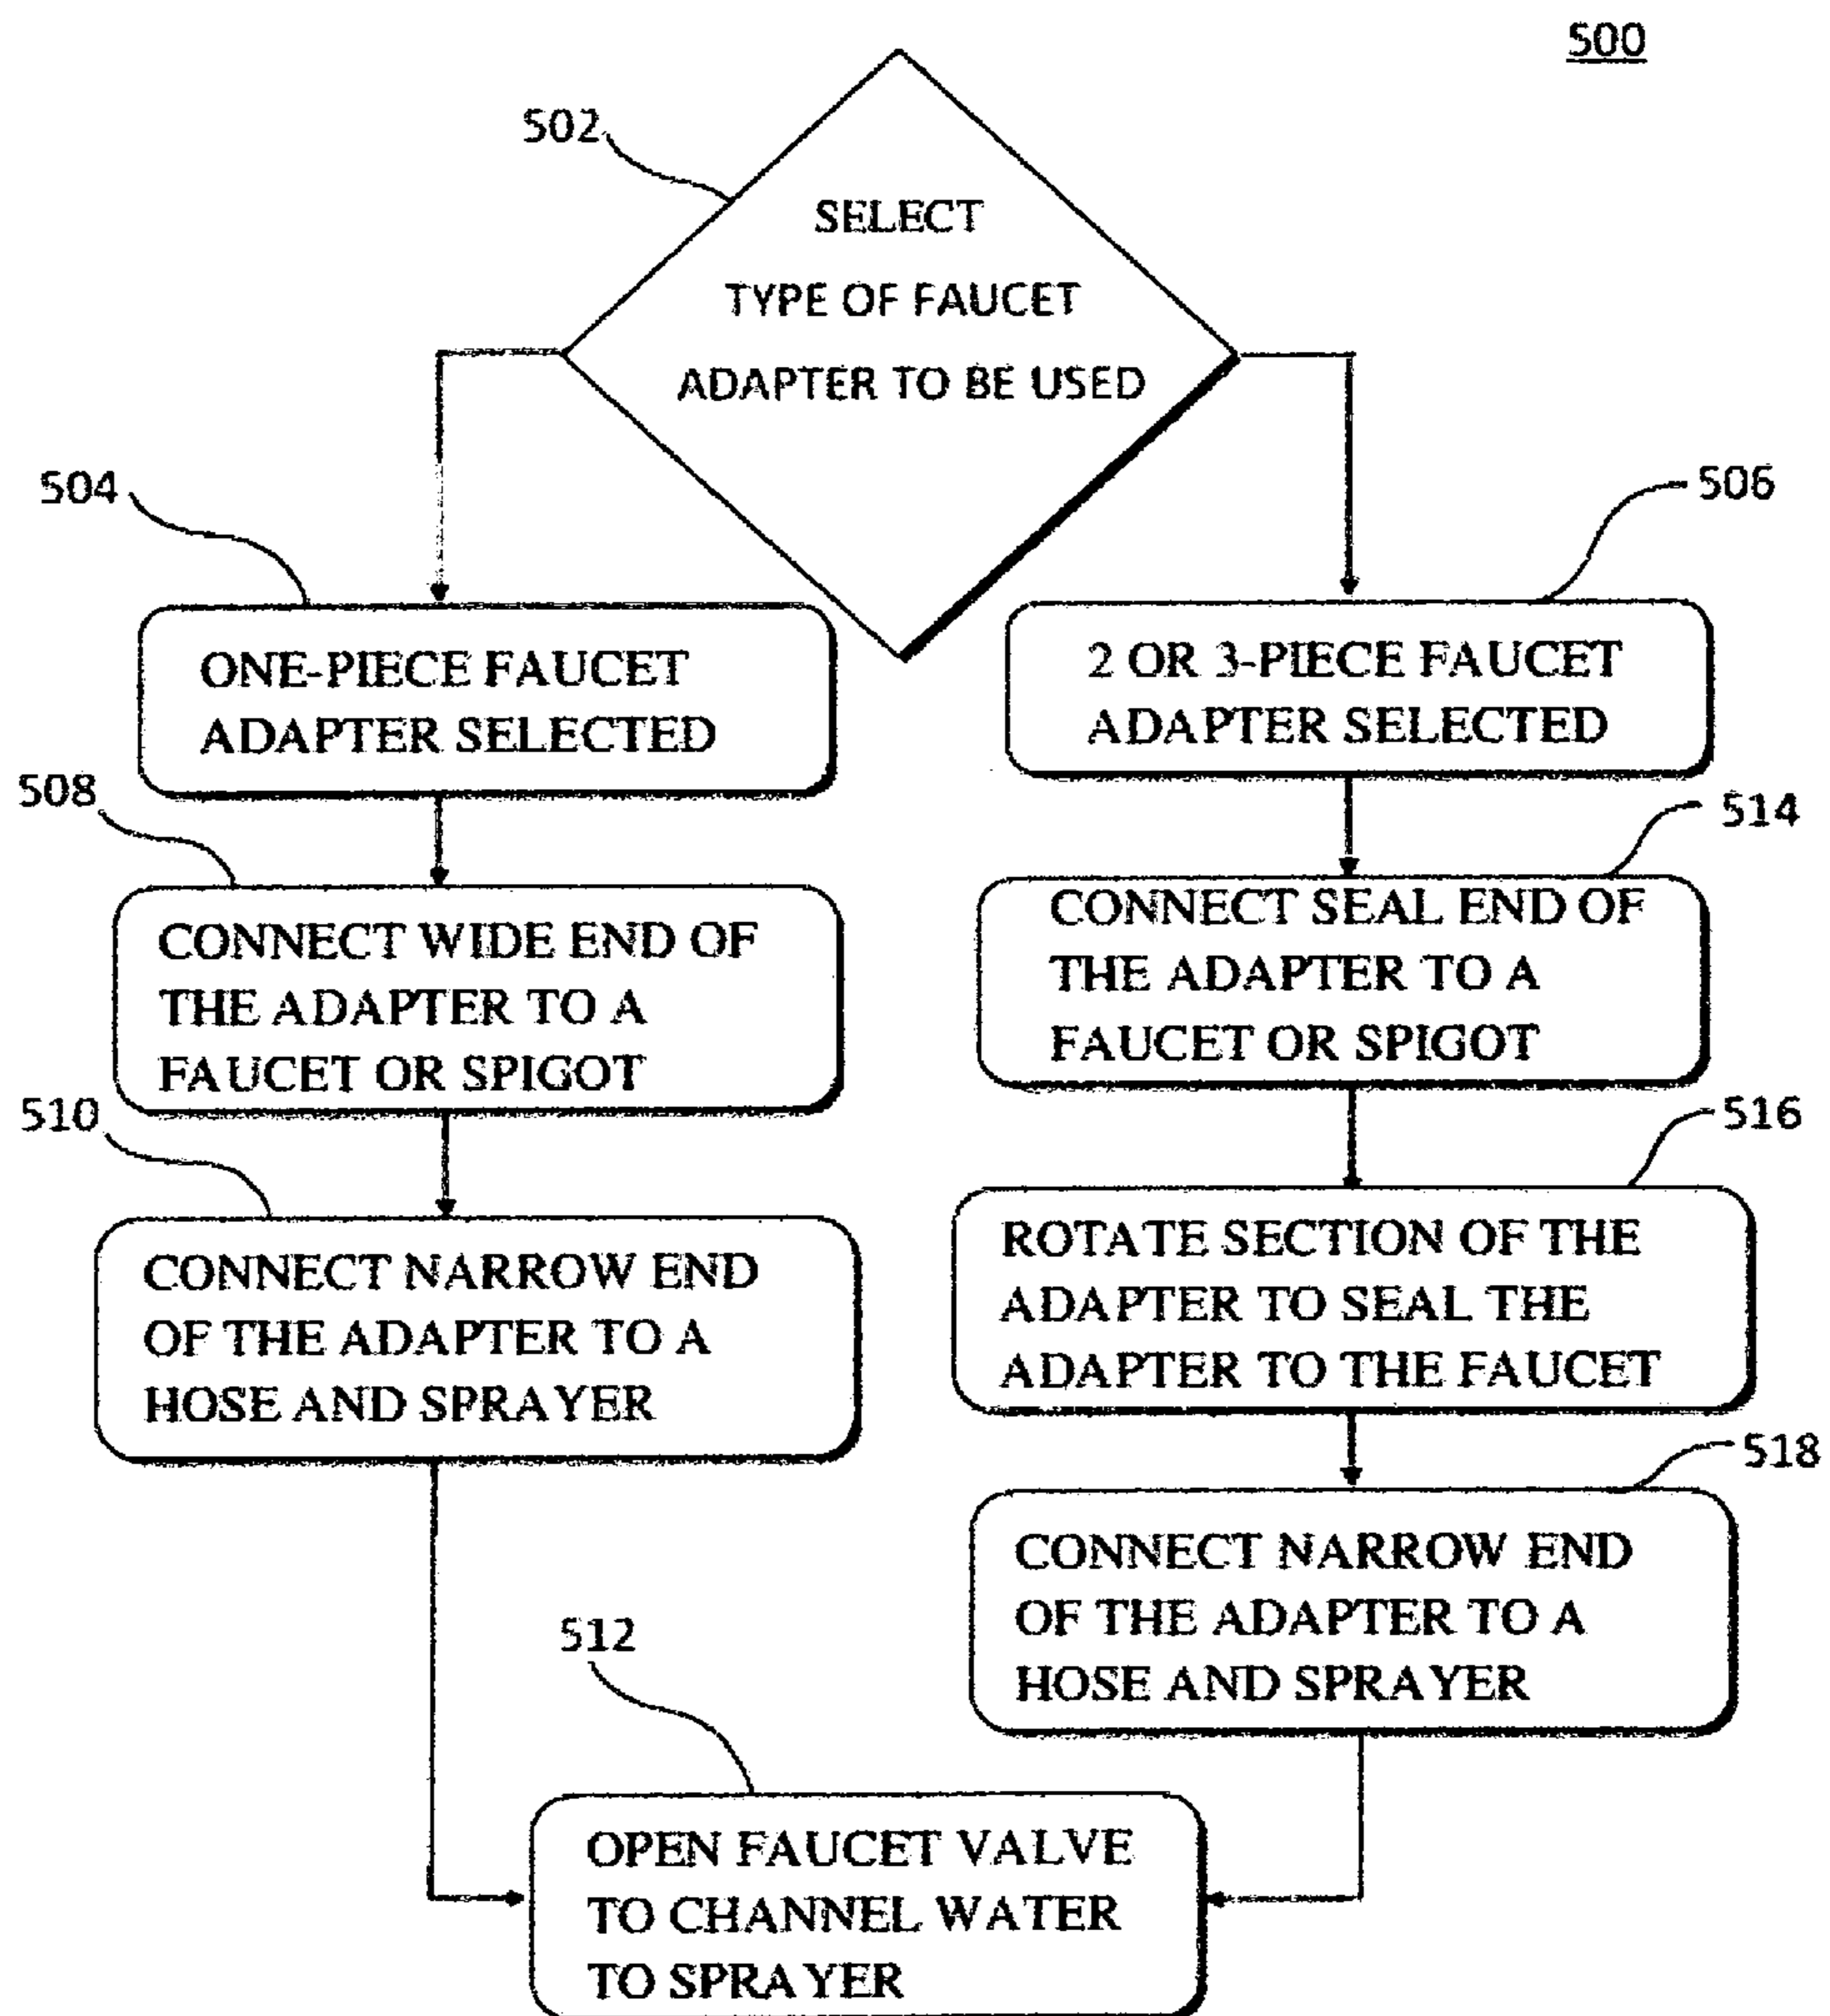 500
502
SELECT
TYPE OF FAUCET
ADAPTER TO BE USED
504
ONE-PIECE FAUCET
ADAPTER SELECTED
506
2 OR 3-PIECE FAUCET
ADAPTER SELECTED
508
CONNECT WIDE END OF
THE ADAPTER TO A
FAUCET OR SPIGOT
514
CONNECT SEAL END OF
THE ADAPTER TO A
FAUCET OR SPIGOT
510
CONNECT NARROW END
OF THE ADAPTER TO A
HOSE AND SPRAYER
516
ROTATE SECTION OF THE
ADAPTER TO SEAL THE
ADAPTER TO THE FAUCET
518
CONNECT NARROW END
OF THE ADAPTER TO A
HOSE AND SPRAYER
512
OPEN FAUCET VALVE
TO CHANNEL WATER
TO SPRAYER